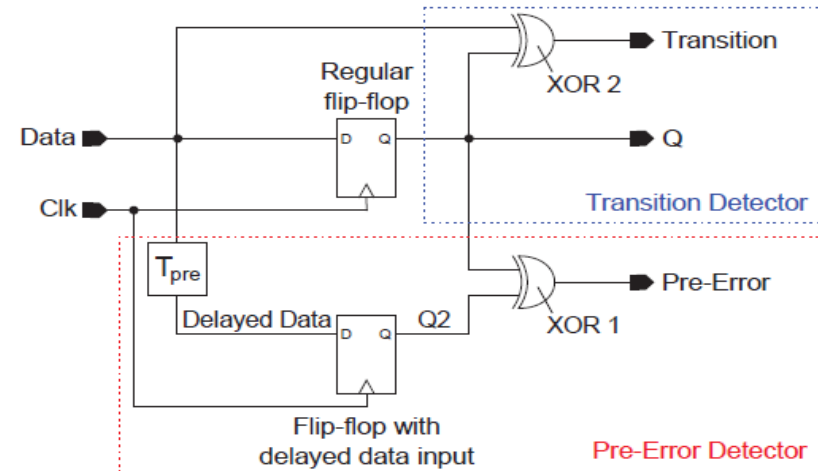 Transition
Regular
flip-flop
XOR 2
Data
D
Q
Q
Clk
Transition Detector
Tpre
Pre-Error
Delayed Data
D
Q
Q2
XOR 1
Flip-flop with
delayed data input
Pre-Error Detector